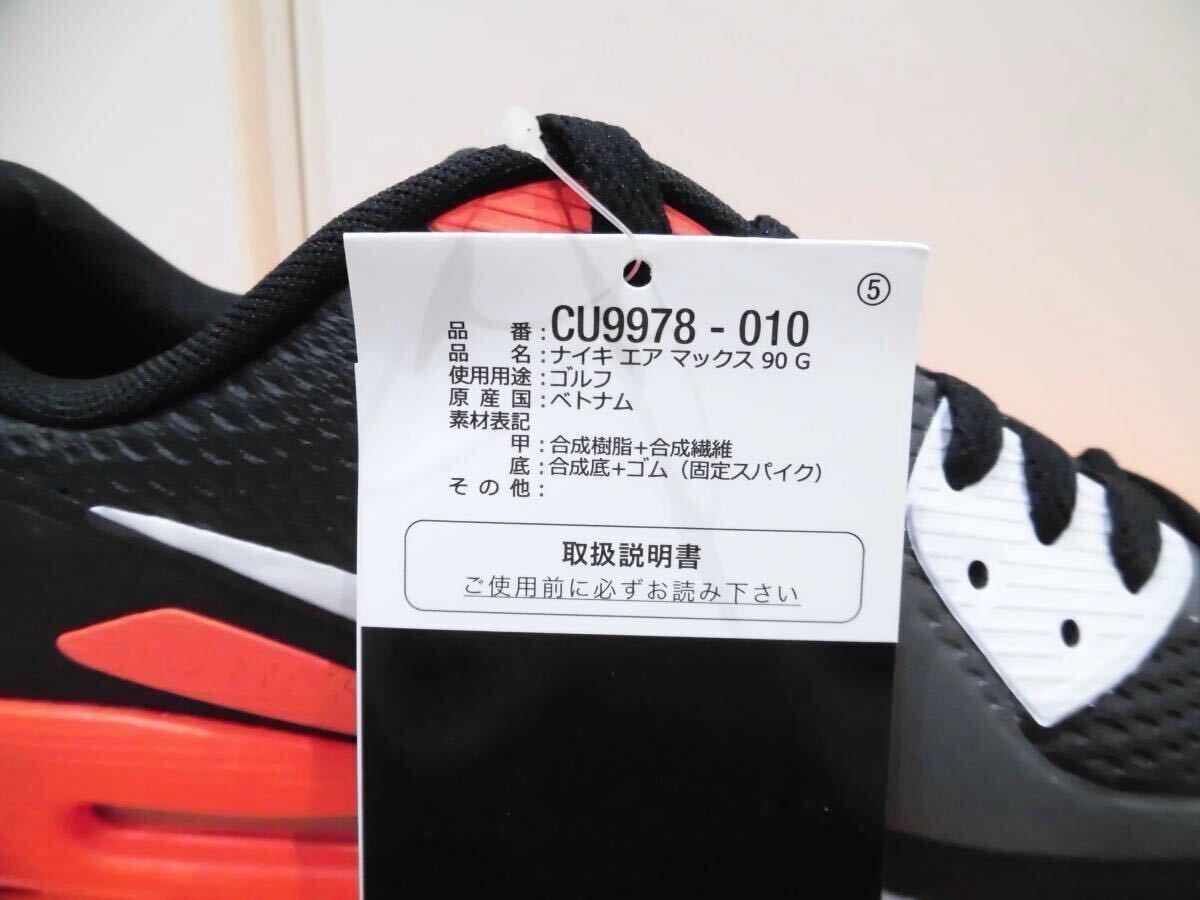 ⑤
品番:CU9978-010
品名:ナイキ エア マックス 90 G
使用用途:ゴルフ
原産国:ベトナム
素材表記
甲:合成樹脂+合成繊維
底:合成底+ゴム(固定スパイク)
その他:
取扱説明書
ご使用前に必ずお読み下さい